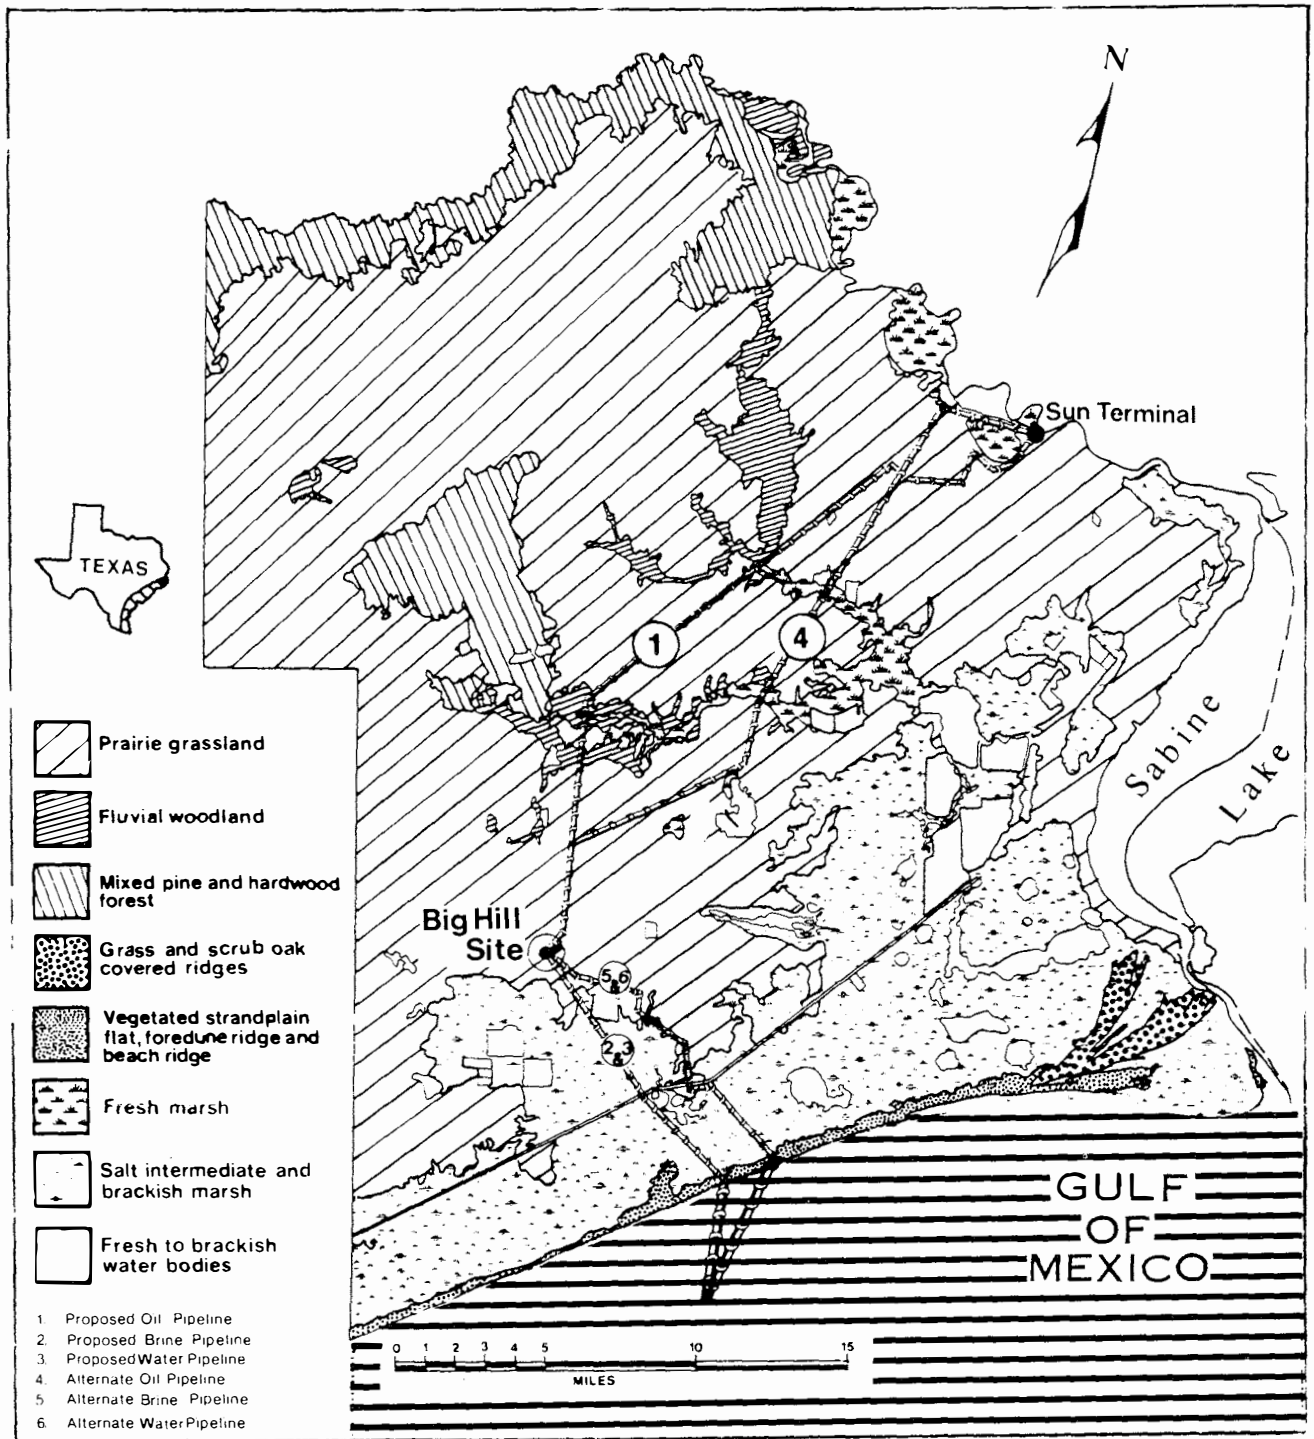 N
Sun Terminal
TEXAS
1
4
Sabine
Lake
Prairie grassland
Fluvial woodland
Mixed pine and hardwood
forest
Grass and scrub oak
covered ridges
Vegetated strandplain
flat, foredune ridge and
beach ridge
Fresh marsh
Salt intermediate and
brackish marsh
Fresh to brackish
water bodies
Big Hill
Site
5&6
2&3
GULF
OF
MEXICO
1. Proposed Oil Pipeline
2. Proposed Brine Pipeline
3. Proposed Water Pipeline
4. Alternate Oil Pipeline
5 Alternate Brine Pipeline
6. Alternate Water Pipeline
0 1 2 3 4 5 10 15
MILES